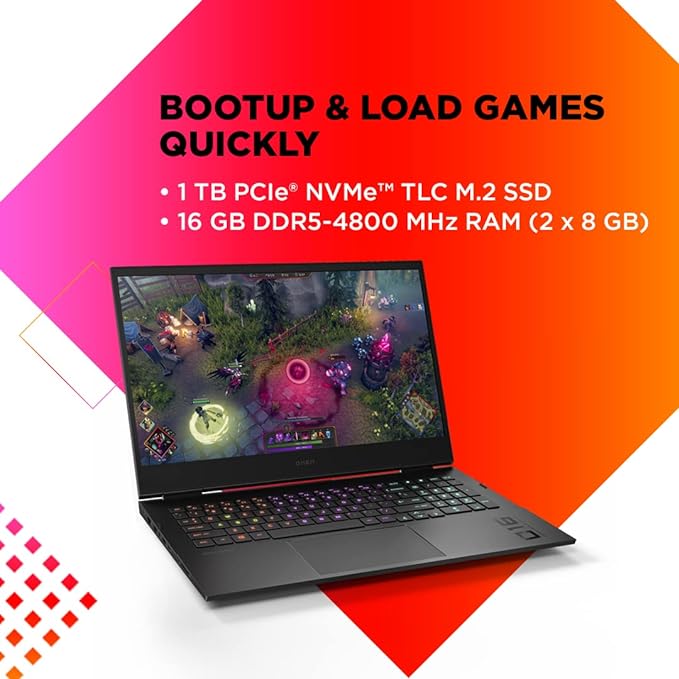 BOOTUP & LOAD GAMES
QUICKLY
• 1 TB PCIe® NVMe™ TLC M.2 SSD
• 16 GB DDR5-4800 MHz RAM (2 x 8 GB)
OMEN